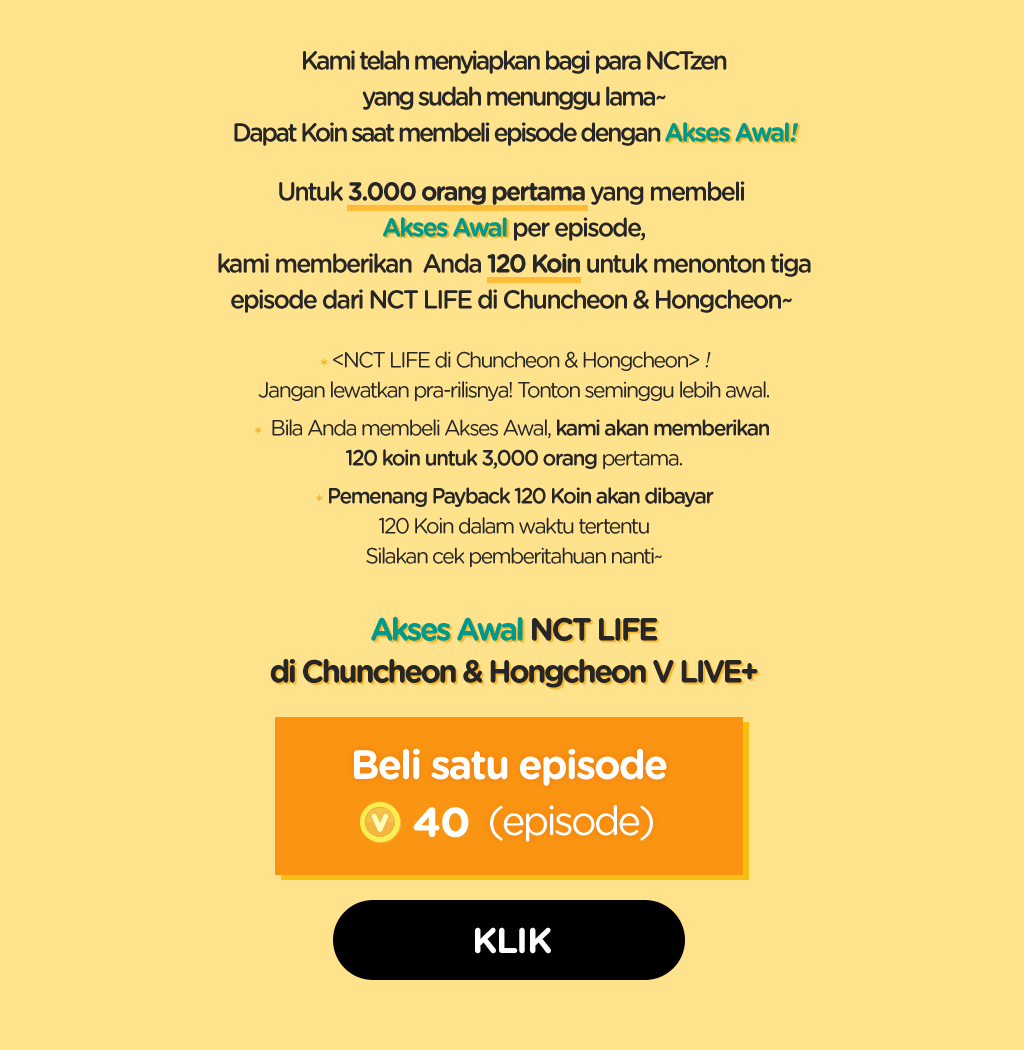 Kami telah menyiapkan bagi para NCTzen
yang sudah menunggu lama~
Dapat Koin saat membeli episode dengan Akses Awal!
Untuk 3.000 orang pertama yang membeli
Akses Awal per episode,
kami memberikan Anda 120 Koin untuk menonton tiga
episode dari NCT LIFE di Chuncheon & Hongcheon~
* <NCT LIFE di Chuncheon & Hongcheon> !
Jangan lewatkan pra-rilisnya! Tonton seminggu lebih awal.
* Bila Anda membeli Akses Awal, kami akan memberikan
120 koin untuk 3,000 orang pertama.
* Pemenang Payback 120 Koin akan dibayar
120 Koin dalam waktu tertentu
Silakan cek pemberitahuan nanti~
Akses Awal NCT LIFE
di Chuncheon & Hongcheon V LIVE+
Beli satu episode
V 40 (episode)
KLIK